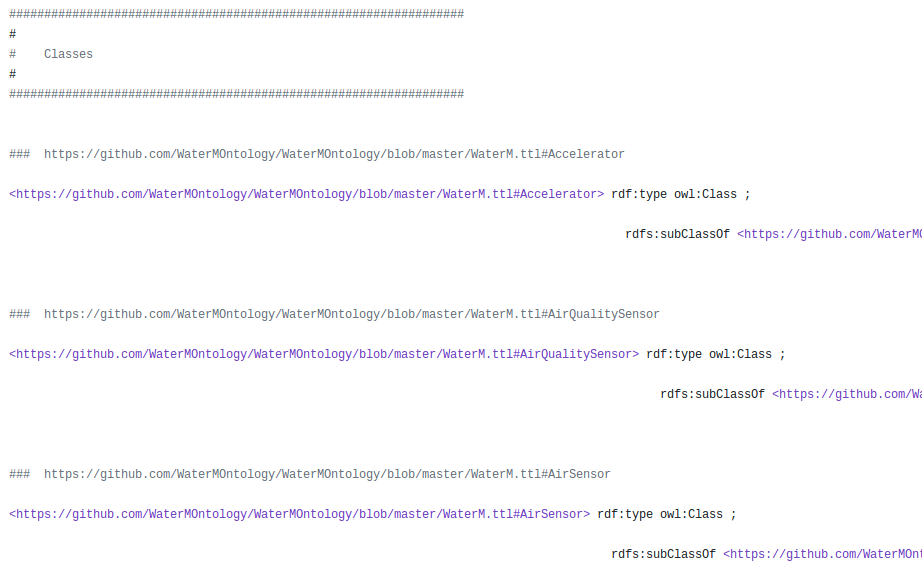 #################################################################
#
#    Classes
#
#################################################################
###  https://github.com/WaterMOntology/WaterMOntology/blob/master/WaterM.ttl#Accelerator
<https://github.com/WaterMOntology/WaterMOntology/blob/master/WaterM.ttl#Accelerator> rdf:type owl:Class ;
rdfs:subClassOf <https://github.com/WaterMO
###  https://github.com/WaterMOntology/WaterMOntology/blob/master/WaterM.ttl#AirQualitySensor
<https://github.com/WaterMOntology/WaterMOntology/blob/master/WaterM.ttl#AirQualitySensor> rdf:type owl:Class ;
rdfs:subClassOf <https://github.com/Wa
###  https://github.com/WaterMOntology/WaterMOntology/blob/master/WaterM.ttl#AirSensor
<https://github.com/WaterMOntology/WaterMOntology/blob/master/WaterM.ttl#AirSensor> rdf:type owl:Class ;
rdfs:subClassOf <https://github.com/WaterMOnt